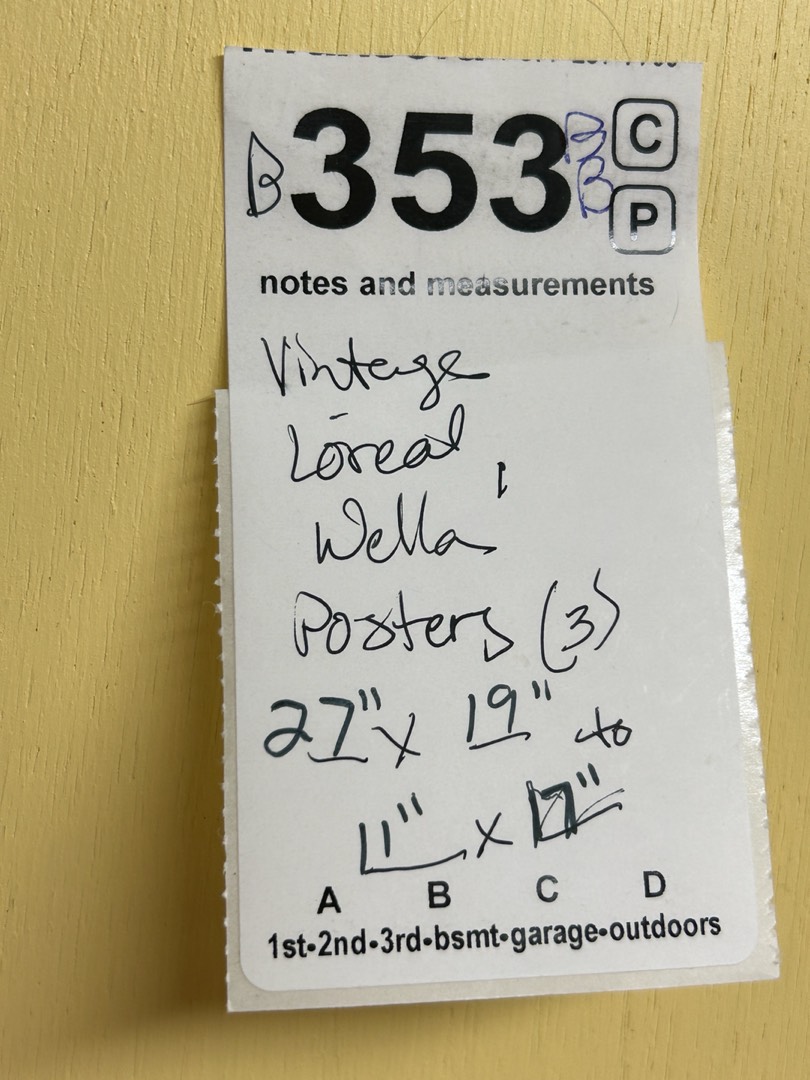 B 353 B B C
P
notes and measurements
Vintage
Loreal,
Wella
Posters (3)
27" x 19" to
11" x 17"
A B C D
1st•2nd•3rd•bsmt•garage•outdoors